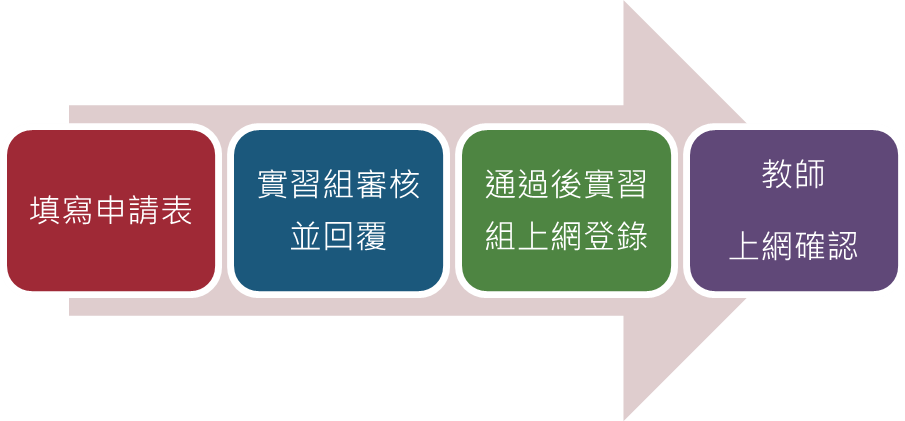 填寫申請表
實習組審核
並回覆
通過後實習
組上網登錄
教師
上網確認